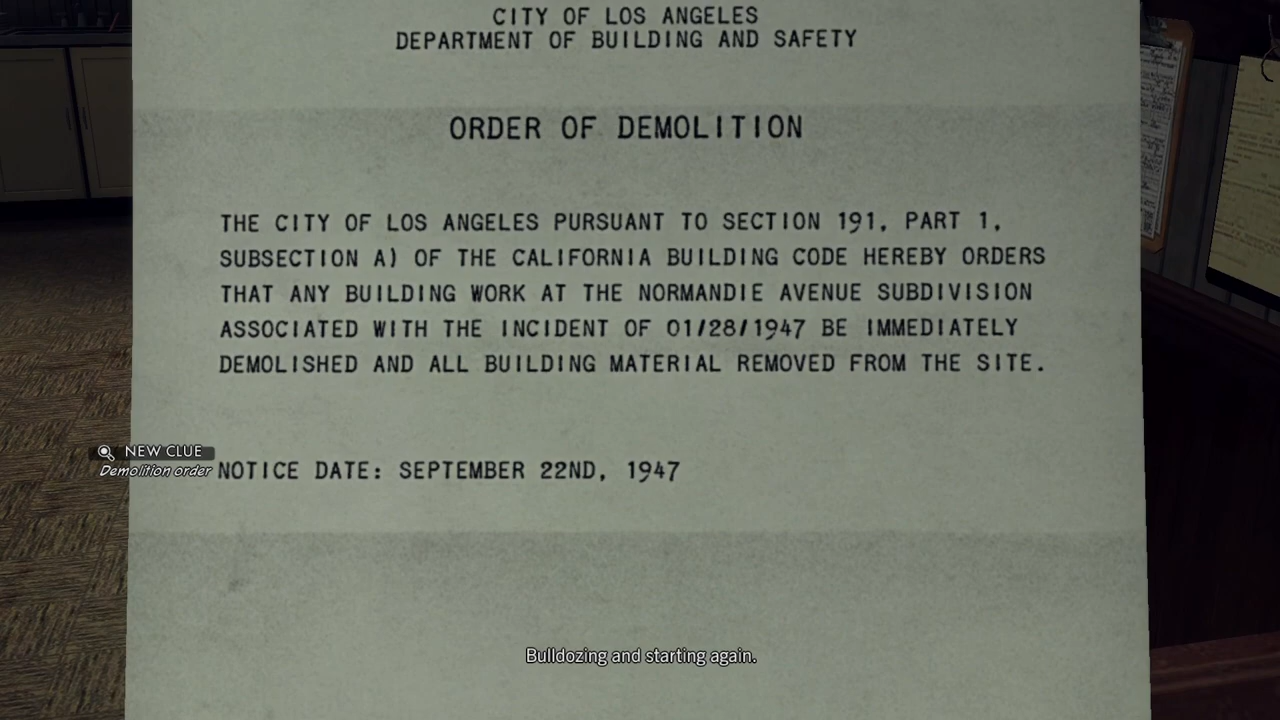 CITY OF LOS ANGELES
DEPARTMENT OF BUILDING AND SAFETY
ORDER OF DEMOLITION
THE CITY OF LOS ANGELES PURSUANT TO SECTION 191, PART 1,
SUBSECTION A) OF THE CALIFORNIA BUILDING CODE HEREBY ORDERS
THAT ANY BUILDING WORK AT THE NORMANDIE AVENUE SUBDIVISION
ASSOCIATED WITH THE INCIDENT OF 01/28/1947 BE IMMEDIATELY
DEMOLISHED AND ALL BUILDING MATERIAL REMOVED FROM THE SITE.
NEW CLUE
Demolition order
NOTICE DATE: SEPTEMBER 22ND, 1947
Bulldozing and starting again.